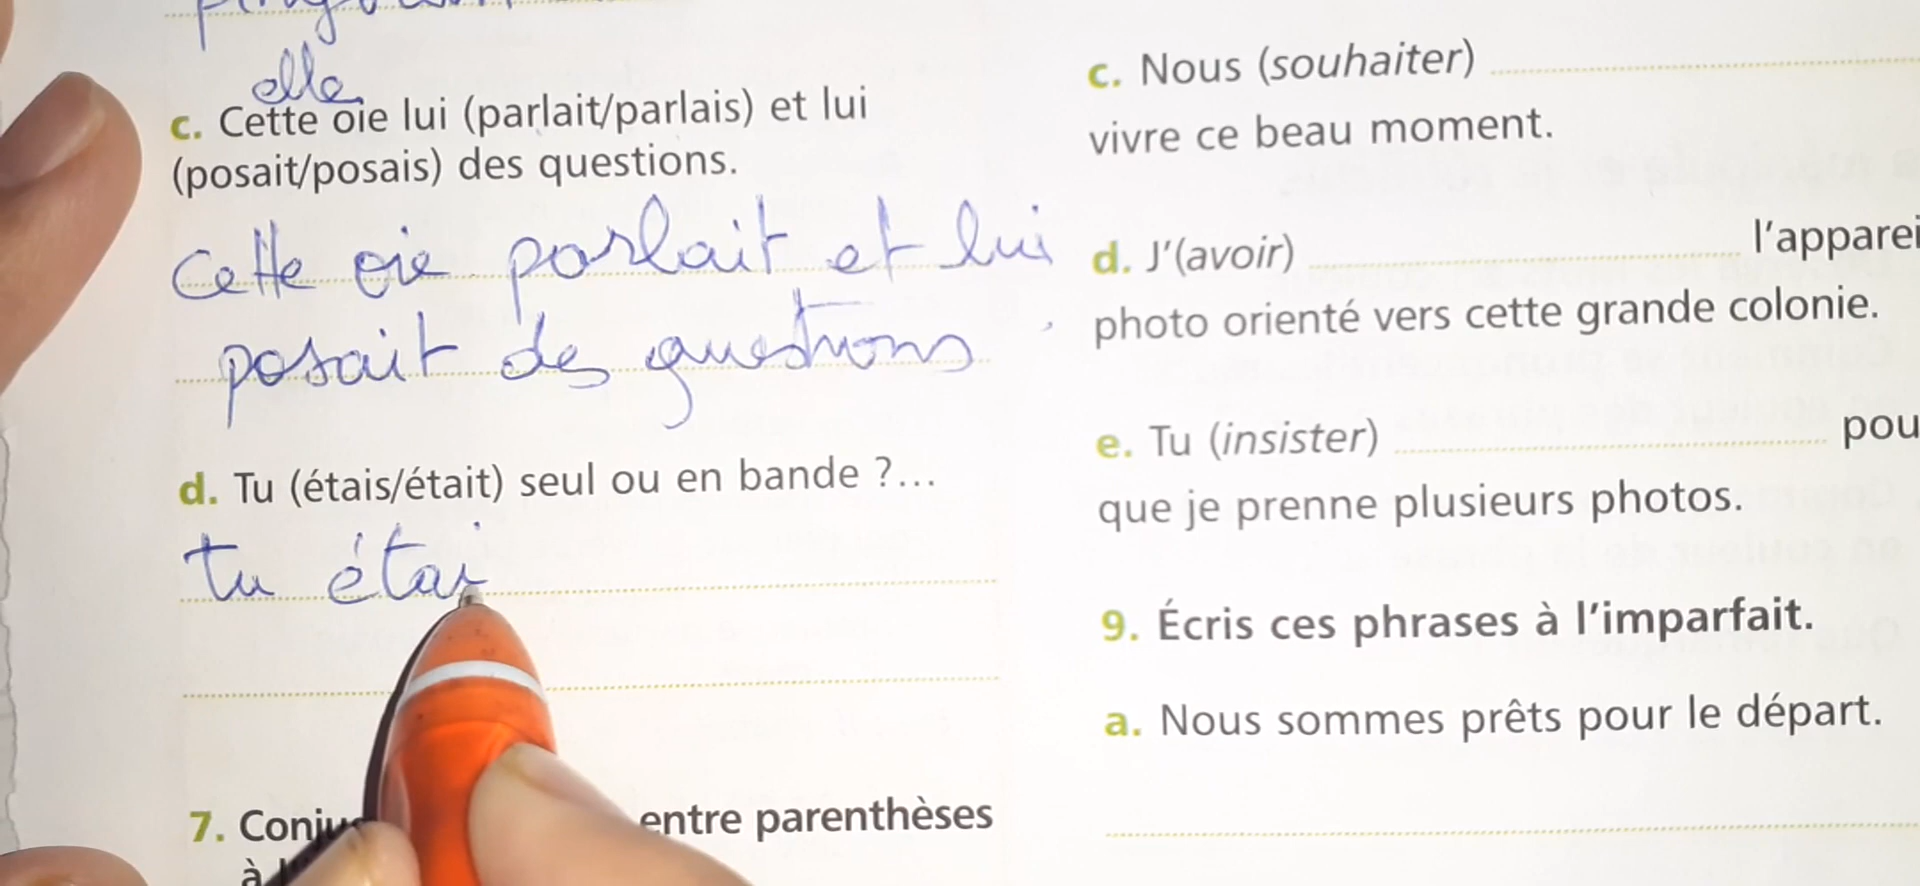 elle
c. Cette oie lui (parlait/parlais) et lui
(posait/posais) des questions.
Cette oie parlait et lui
posait des questions.
d. Tu (étais/était) seul ou en bande ?...
tu étai
7.
entre parenthèses
à
c. Nous (souhaiter)
vivre ce beau moment.
d. J'(avoir) l'apparei
photo orienté vers cette grande colonie.
e. Tu (insister) pou
que je prenne plusieurs photos.
9. Écris ces phrases à l'imparfait.
a. Nous sommes prêts pour le départ.